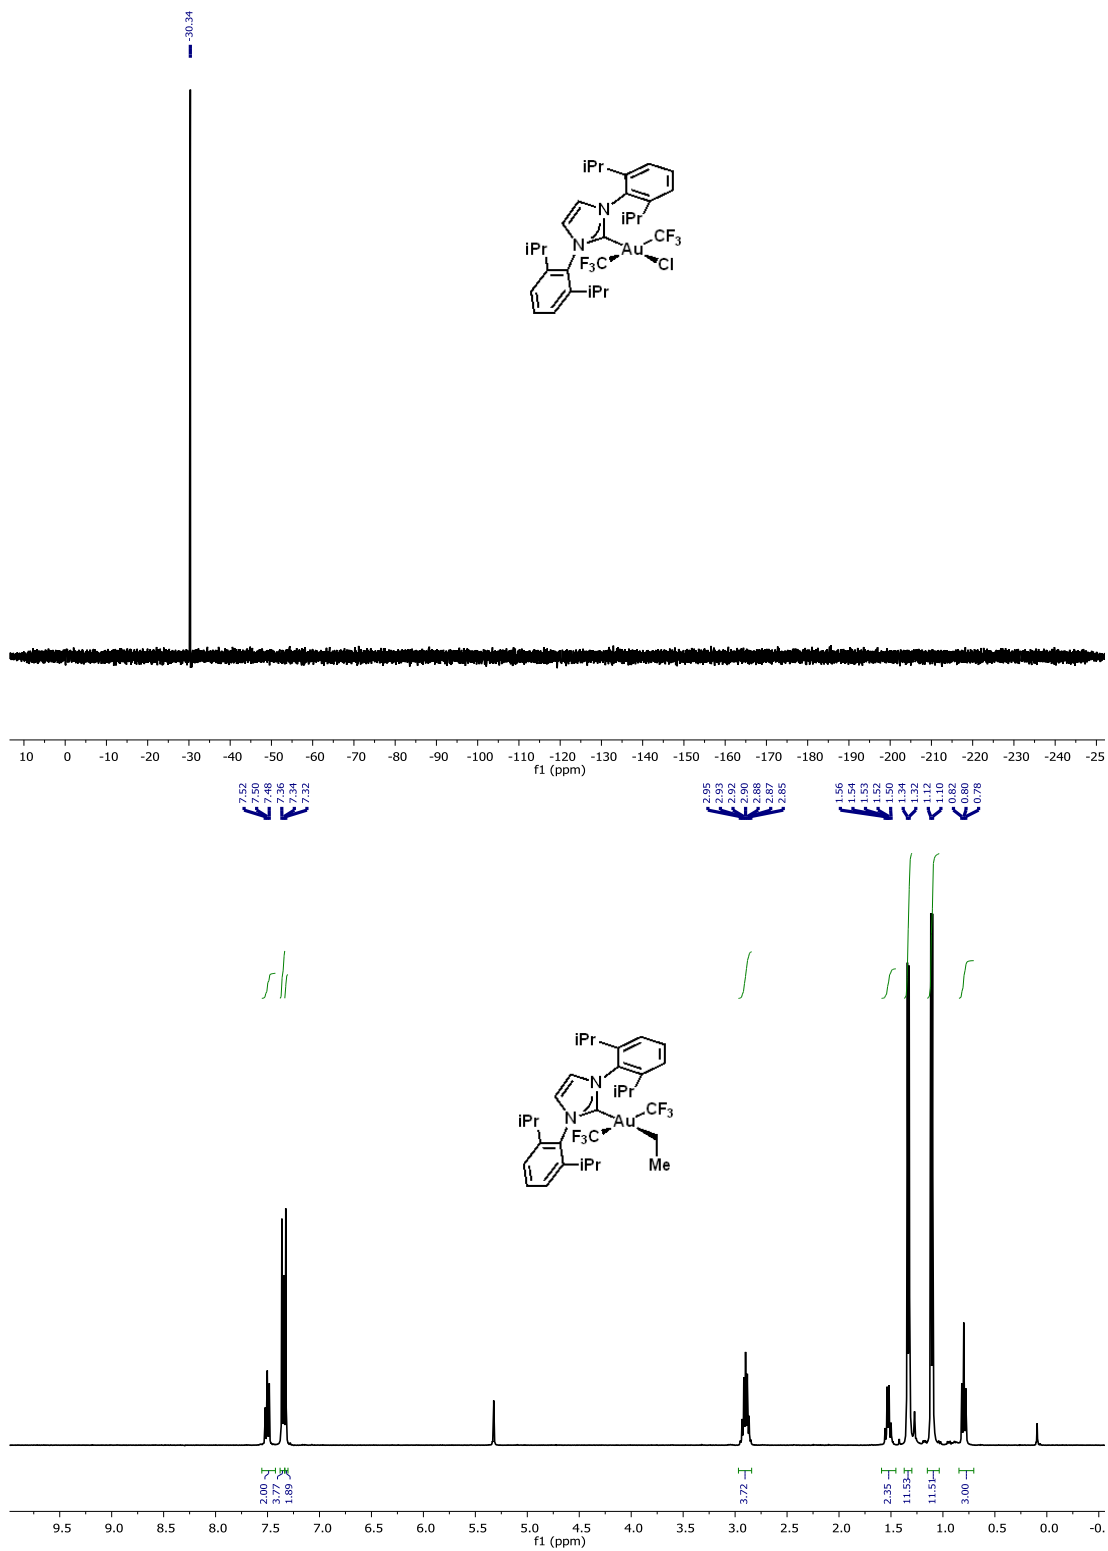 -30.34
iPr
iPr
N
N
CF3
Au
F3C
Cl
iPr
iPr
10 0 -10 -20 -30 -40 -50 -60 -70 -80 -90 -100 -110 -120 -130 -140 -150 -160 -170 -180 -190 -200 -210 -220 -230 -240 -25
f1 (ppm)
7.52 7.50 7.48 7.36 7.34 7.32 2.95 2.93 2.92 2.90 2.88 2.87 2.85 1.56 1.54 1.53 1.52 1.50 1.34 1.32 1.12 1.10 0.82 0.80 0.78
iPr
iPr
N
N
CF3
Au
F3C
iPr
iPr
Me
2.00 3.77 1.89 3.72 2.35 11.53 11.51 3.00
9.5 9.0 8.5 8.0 7.5 7.0 6.5 6.0 5.5 5.0 4.5 4.0 3.5 3.0 2.5 2.0 1.5 1.0 0.5 0.0 -0.
f1 (ppm)